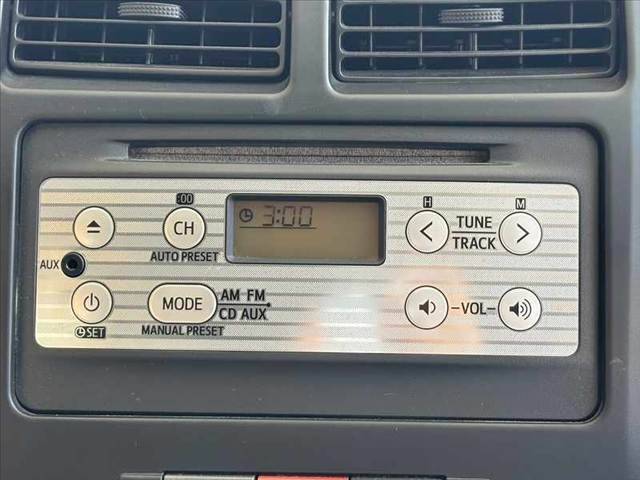 :00
H
M
CH
AUTO PRESET
3:00
TUNE
TRACK
AUX
MODE
AM FM
CD AUX
SET
MANUAL PRESET
-VOL-